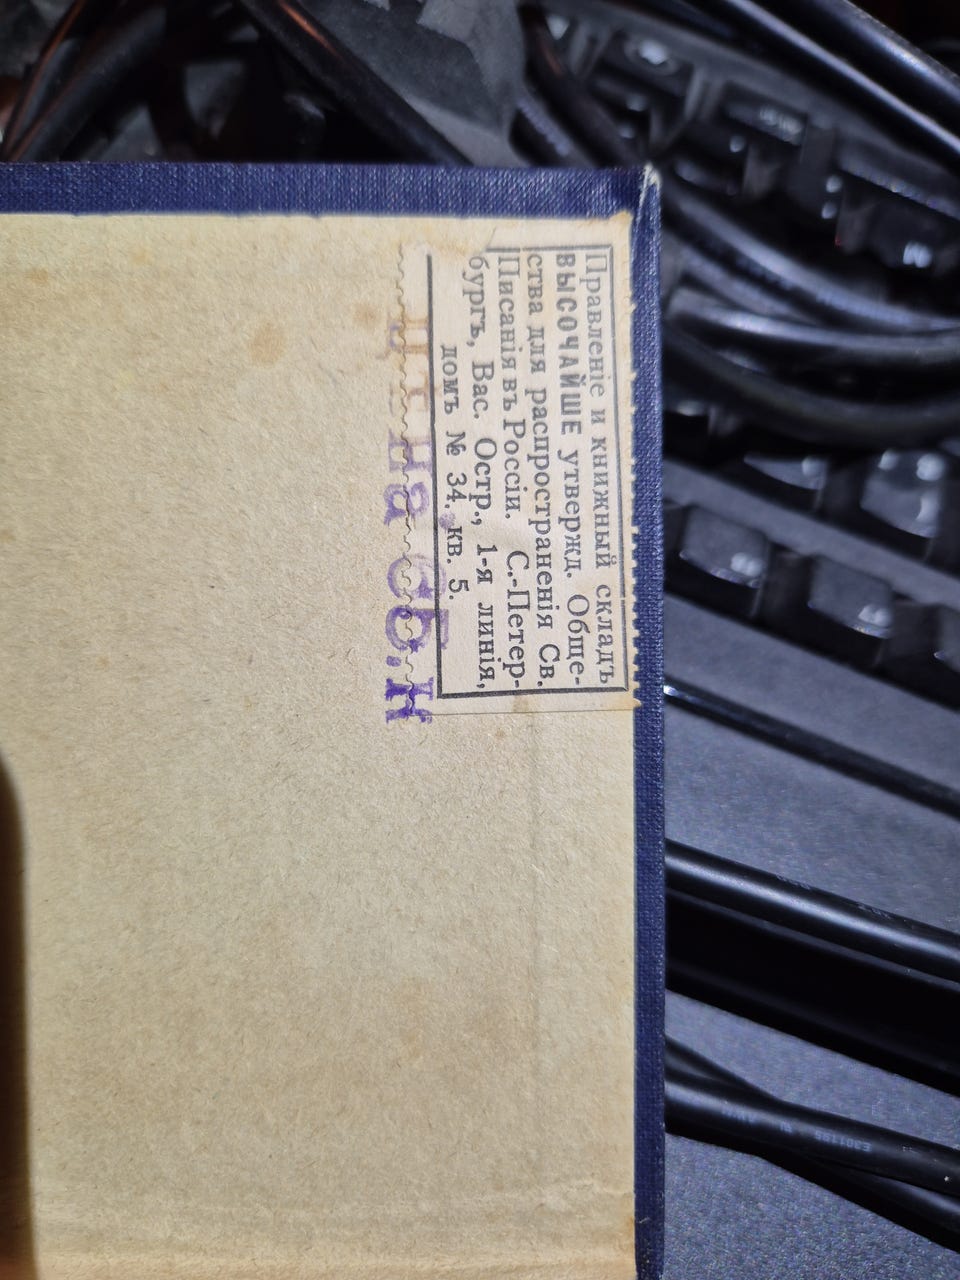 Правленіе и книжный складъ
ВЫСОЧАЙШЕ утвержд. Обще-
ства для распространенія Св.
Писанія въ Россіи. С.-Петер-
бургъ, Вас. Остр., 1-я линія,
домъ № 34, кв. 5.
E301195